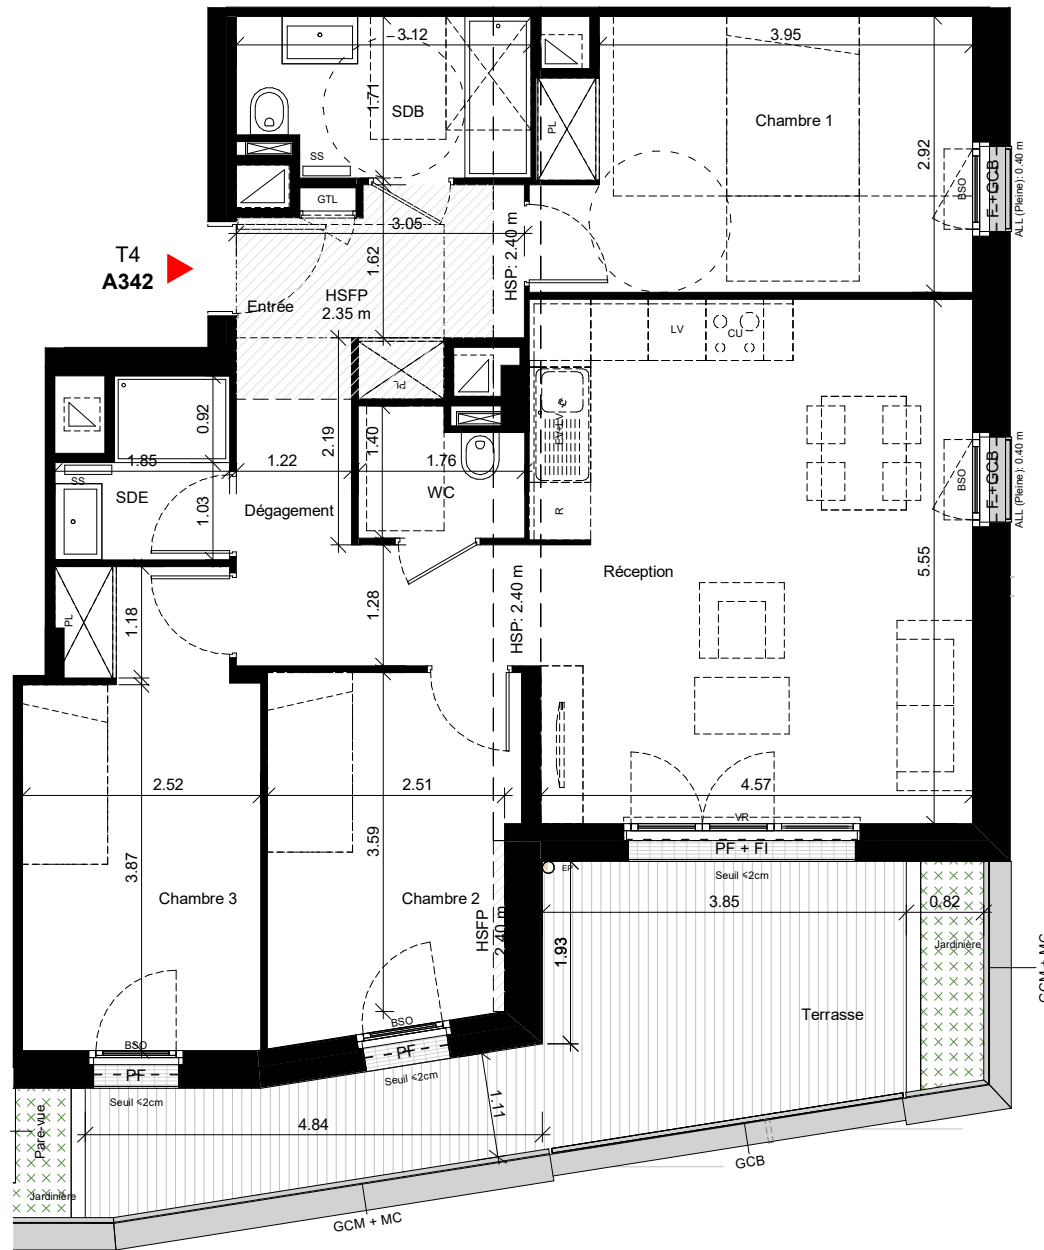 3.12
3.95
1.71
SDB
PL
Chambre 1
2.92
BSO
F+GCB
ALL (Pleine): 0.40 m
SS
GTL
3.05
1.62
HSP: 2.40 m
T4
A342
Entrée
HSFP
2.35 m
LV
CU
PL
0.92
2.19
1.40
1.85
1.22
1.76
SS
SDE
WC
1.03
Dégagement
R
BSO
F+GCB
ALL (Pleine): 0.40 m
5.55
Réception
PL
1.18
1.28
HSP: 2.40 m
2.52
2.51
4.57
3.87
3.59
VR
PF + FI
Seuil <2cm
EP
Chambre 3
Chambre 2
HSFP
2.40 m
3.85
0.82
1.93
Jardinière
GCM + MC
Terrasse
BSO
PF
Seuil <2cm
BSO
PF
Seuil <2cm
1.11
4.84
Pare-vue
Jardinière
GCB
GCM + MC